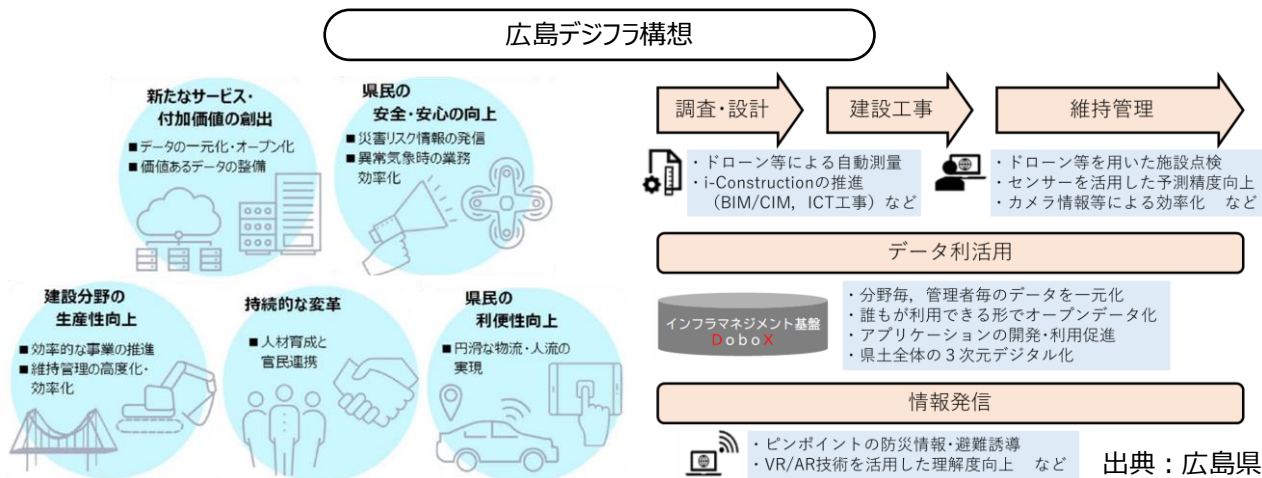 広島デジフラ構想
新たなサービス・
付加価値の創出
■データの一元化・オープン化
■価値あるデータの整備
県民の
安全・安心の向上
■災害リスク情報の発信
■異常気象時の業務
効率化
建設分野の
生産性向上
■効率的な事業の推進
■維持管理の高度化・
効率化
持続的な変革
■人材育成と
官民連携
県民の
利便性向上
■円滑な物流・人流の
実現
調査・設計
建設工事
維持管理
・ドローン等による自動測量
・i-Constructionの推進
（BIM/CIM，ICT工事）など
・ドローン等を用いた施設点検
・センサーを活用した予測精度向上
・カメラ情報等による効率化　など
データ利活用
インフラマネジメント基盤
DoboX
・分野毎，管理者毎のデータを一元化
・誰もが利用できる形でオープンデータ化
・アプリケーションの開発・利用促進
・県土全体の３次元デジタル化
情報発信
・ピンポイントの防災情報・避難誘導
・VR/AR技術を活用した理解度向上　など
出典：広島県